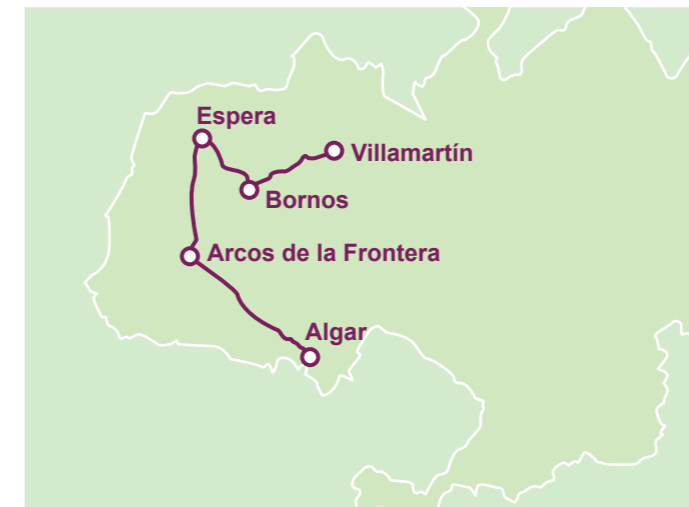 Espera
Villamartín
Bornos
Arcos de la Frontera
Algar